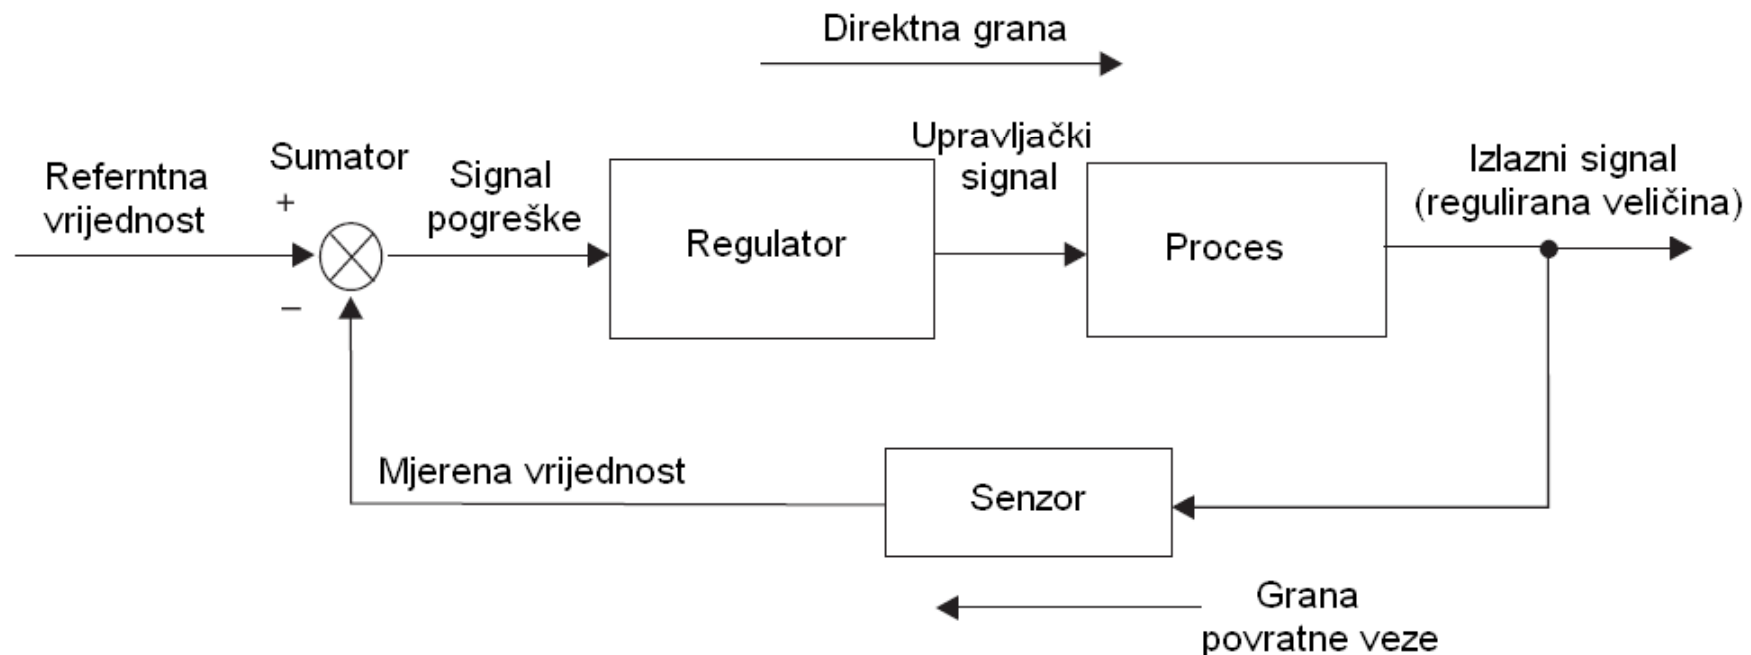 Direktna grana
Referntna
vrijednost
Sumator
+
−
Signal
pogreške
Regulator
Upravljački
signal
Proces
Izlazni signal
(regulirana veličina)
Mjerena vrijednost
Senzor
Grana
povratne veze